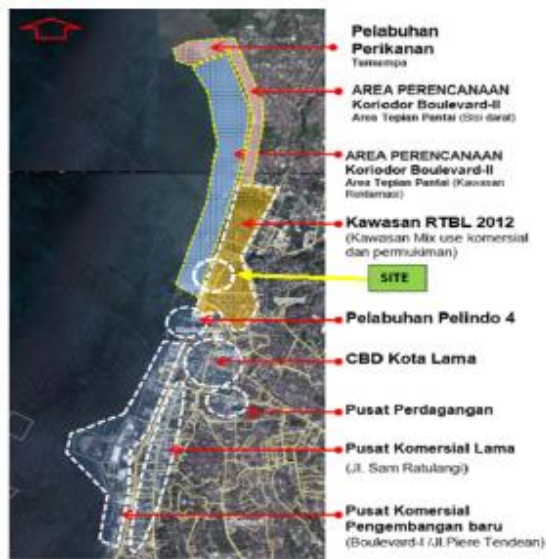 Pelabuhan
Perikanan
Tumumpa
AREA PERENCANAAN
Koriodor Boulevard-II
Area Tepian Pantai (Sisi darat)
AREA PERENCANAAN
Koriodor Boulevard-II
Area Tepian Pantai (Kawasan
Reklamasi)
Kawasan RTBL 2012
(Kawasan Mix use komersial
dan permukiman)
SITE
Pelabuhan Pelindo 4
CBD Kota Lama
Pusat Perdagangan
Pusat Komersial Lama
(Jl. Sam Ratulangi)
Pusat Komersial
Pengembangan baru
(Boulevard-I /Jl.Piere Tendean)